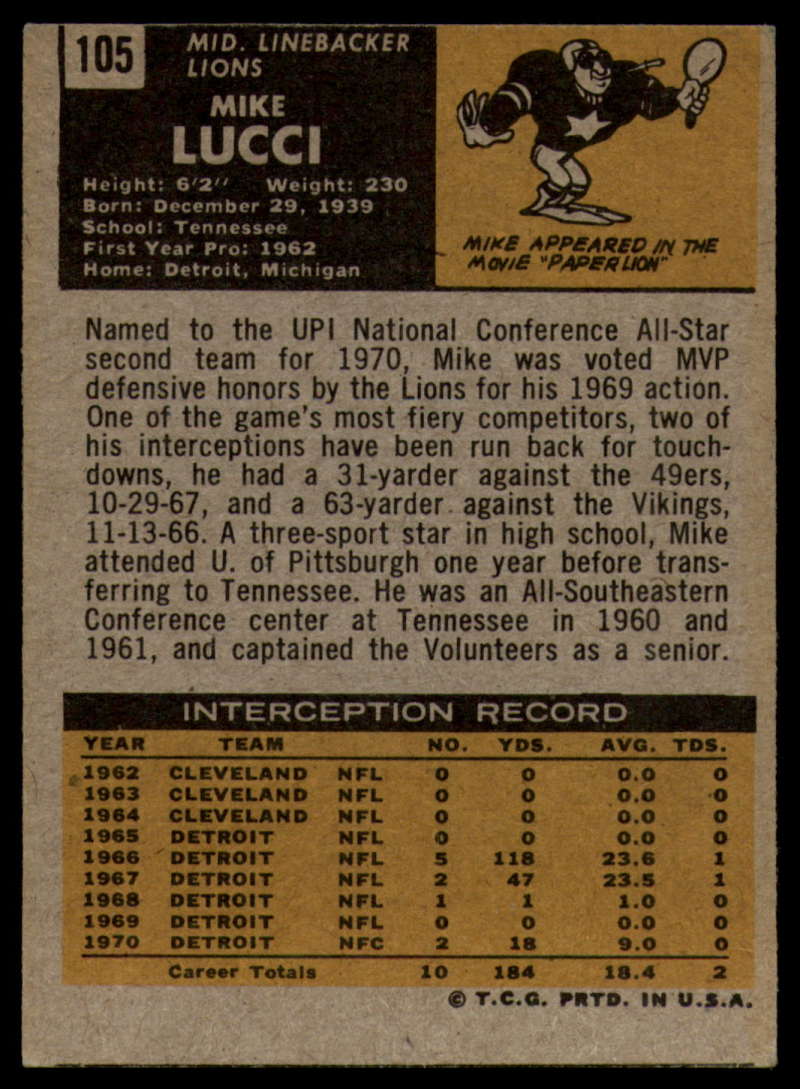 105
MID. LINEBACKER
LIONS
MIKE
LUCCI
Height: 6'2" Weight: 230
Born: December 29, 1939
School: Tennessee
First Year Pro: 1962
Home: Detroit, Michigan
MIKE APPEARED IN THE
MOVIE "PAPER LION"
Named to the UPI National Conference All-Star
second team for 1970, Mike was voted MVP
defensive honors by the Lions for his 1969 action.
One of the game's most fiery competitors, two of
his interceptions have been run back for touch-
downs, he had a 31-yarder against the 49ers,
10-29-67, and a 63-yarder against the Vikings,
11-13-66. A three-sport star in high school, Mike
attended U. of Pittsburgh one year before trans-
ferring to Tennessee. He was an All-Southeastern
Conference center at Tennessee in 1960 and
1961, and captained the Volunteers as a senior.
INTERCEPTION RECORD
YEAR TEAM NO. YDS. AVG. TDS.
1962 CLEVELAND NFL 0 0 0.0 0
1963 CLEVELAND NFL 0 0 0.0 0
1964 CLEVELAND NFL 0 0 0.0 0
1965 DETROIT NFL 0 0 0.0 0
1966 DETROIT NFL 5 118 23.6 1
1967 DETROIT NFL 2 47 23.5 1
1968 DETROIT NFL 1 1 1.0 0
1969 DETROIT NFL 0 0 0.0 0
1970 DETROIT NFC 2 18 9.0 0
Career Totals 10 184 18.4 2
© T.C.G. PRTD. IN U.S.A.